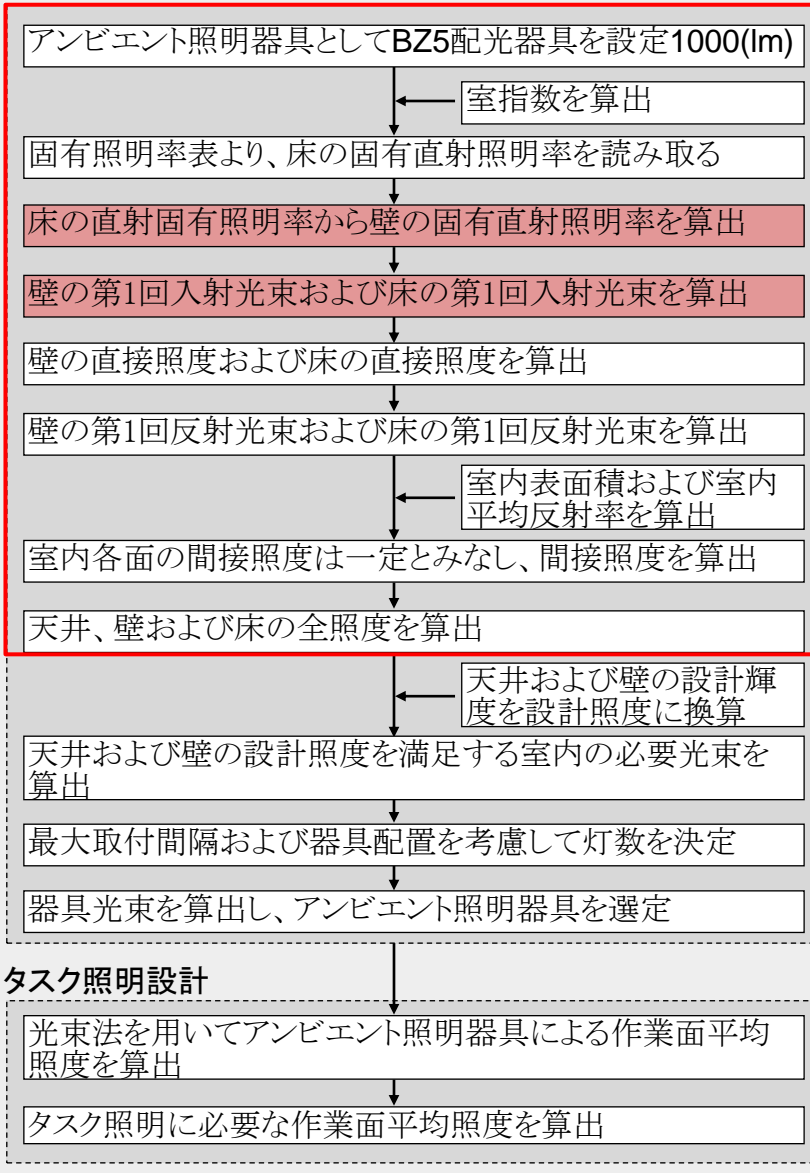 アンビエント照明器具としてBZ5配光器具を設定1000(lm)
室指数を算出
固有照明率表より、床の固有直射照明率を読み取る
床の直射固有照明率から壁の固有直射照明率を算出
壁の第1回入射光束および床の第1回入射光束を算出
壁の直接照度および床の直接照度を算出
壁の第1回反射光束および床の第1回反射光束を算出
室内表面積および室内
平均反射率を算出
室内各面の間接照度は一定とみなし、間接照度を算出
天井、壁および床の全照度を算出
天井および壁の設計輝
度を設計照度に換算
天井および壁の設計照度を満足する室内の必要光束を
算出
最大取付間隔および器具配置を考慮して灯数を決定
器具光束を算出し、アンビエント照明器具を選定
タスク照明設計
光束法を用いてアンビエント照明器具による作業面平均
照度を算出
タスク照明に必要な作業面平均照度を算出